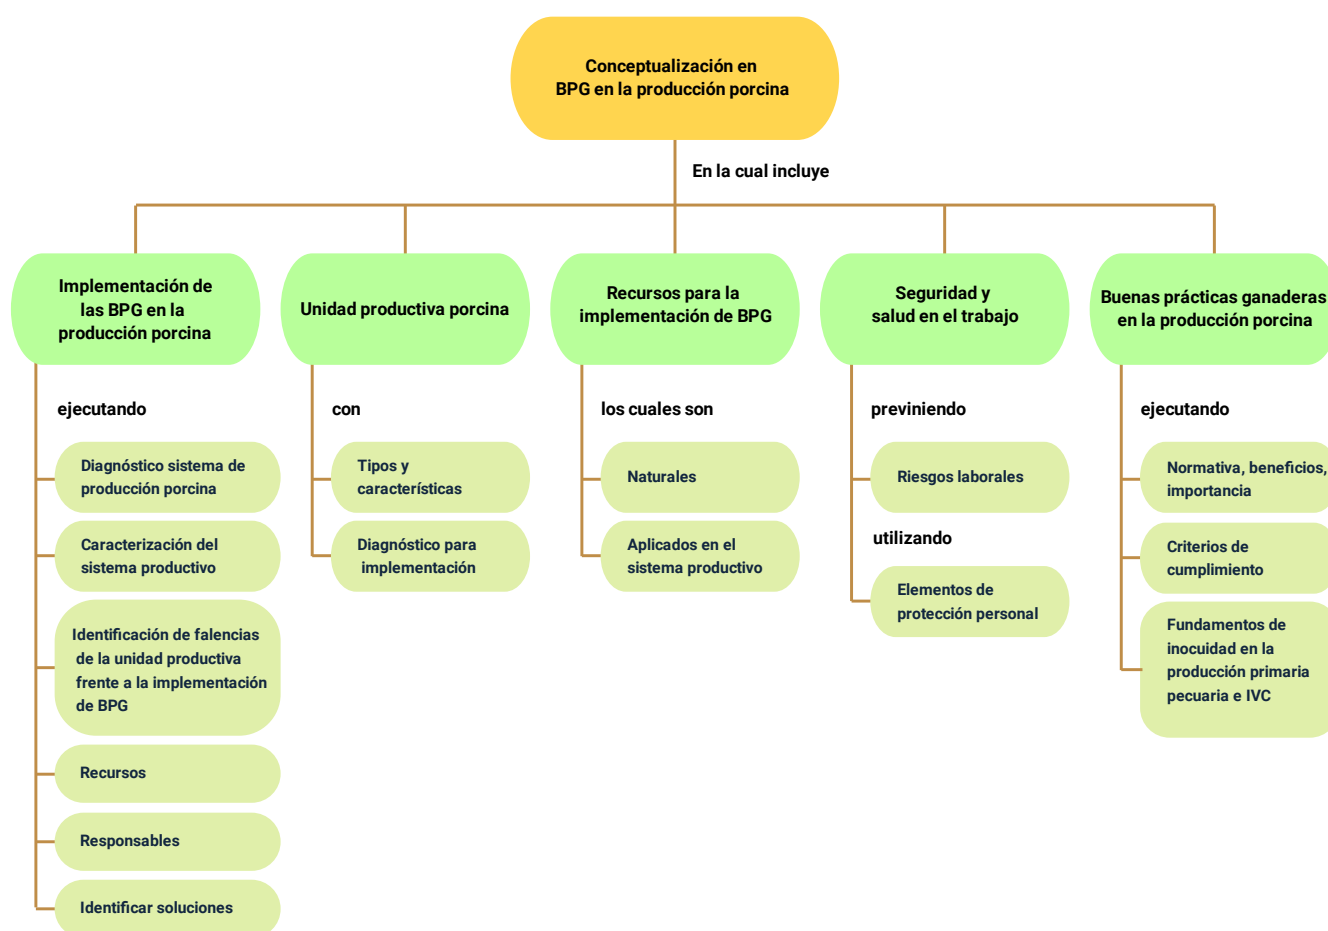 Conceptualización en
BPG en la producción porcina
En la cual incluye
Implementación de
las BPG en la
producción porcina
ejecutando
Diagnóstico sistema de
producción porcina
Caracterización del
sistema productivo
Identificación de falencias
de la unidad productiva
frente a la implementación
de BPG
Recursos
Responsables
Identificar soluciones
Unidad productiva porcina
con
Tipos y
características
Diagnóstico para
implementación
Recursos para la
implementación de BPG
los cuales son
Naturales
Aplicados en el
sistema productivo
Seguridad y
salud en el trabajo
previniendo
Riesgos laborales
utilizando
Elementos de
protección personal
Buenas prácticas ganaderas
en la producción porcina
ejecutando
Normativa, beneficios,
importancia
Criterios de
cumplimiento
Fundamentos de
inocuidad en la
producción primaria
pecuaria e IVC